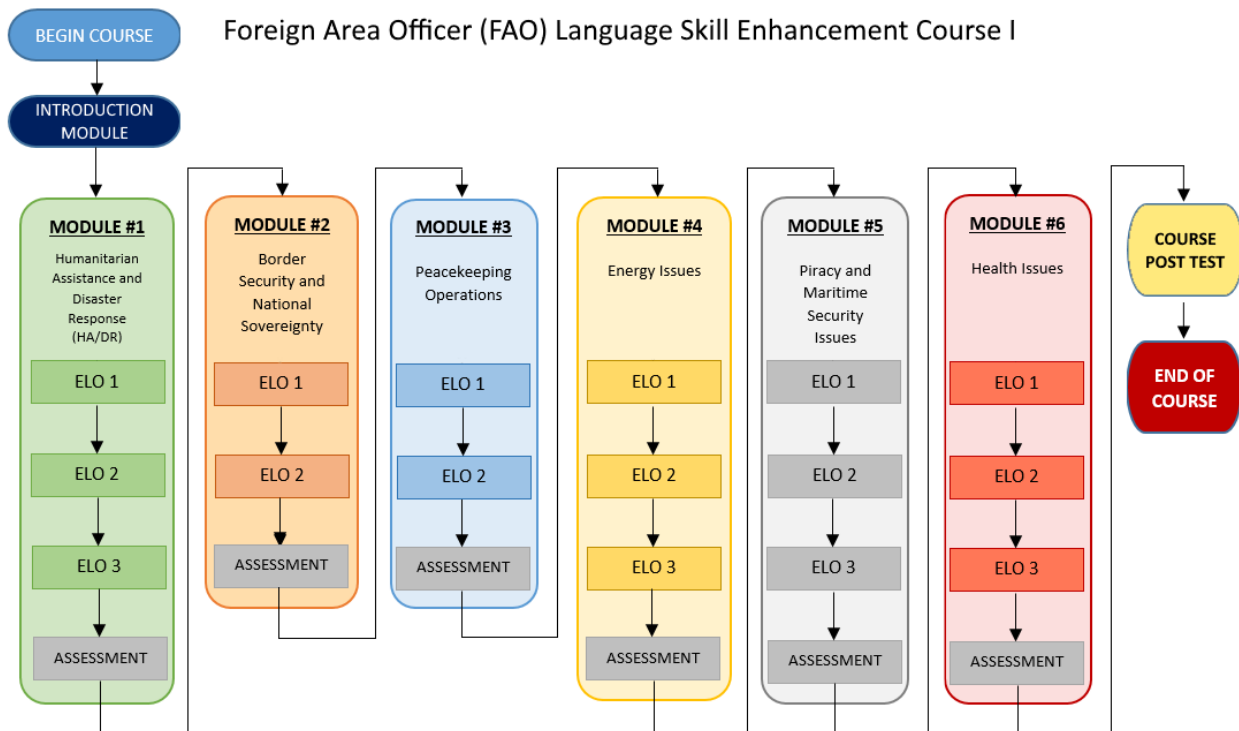 BEGIN COURSE
Foreign Area Officer (FAO) Language Skill Enhancement Course I
INTRODUCTION
MODULE
MODULE #1
Humanitarian
Assistance and
Disaster
Response
(HA/DR)
ELO 1
ELO 2
ELO 3
ASSESSMENT
MODULE #2
Border
Security and
National
Sovereignty
ELO 1
ELO 2
ASSESSMENT
MODULE #3
Peacekeeping
Operations
ELO 1
ELO 2
ASSESSMENT
MODULE #4
Energy Issues
ELO 1
ELO 2
ELO 3
ASSESSMENT
MODULE #5
Piracy and
Maritime
Security
Issues
ELO 1
ELO 2
ELO 3
ASSESSMENT
MODULE #6
Health Issues
ELO 1
ELO 2
ELO 3
ASSESSMENT
COURSE
POST TEST
END OF
COURSE